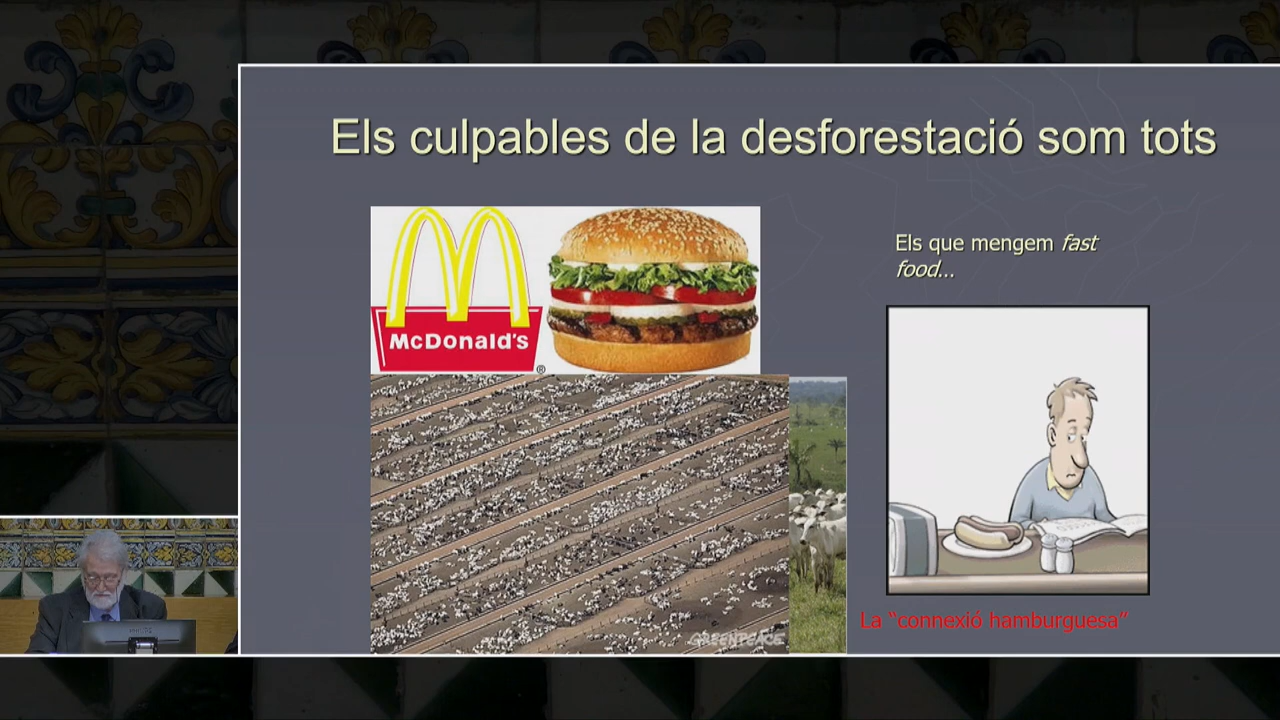 Els culpables de la desforestació som tots
Els que mengem fast
food...
McDonald's
®
GREENPEACE
La “connexió hamburguesa”